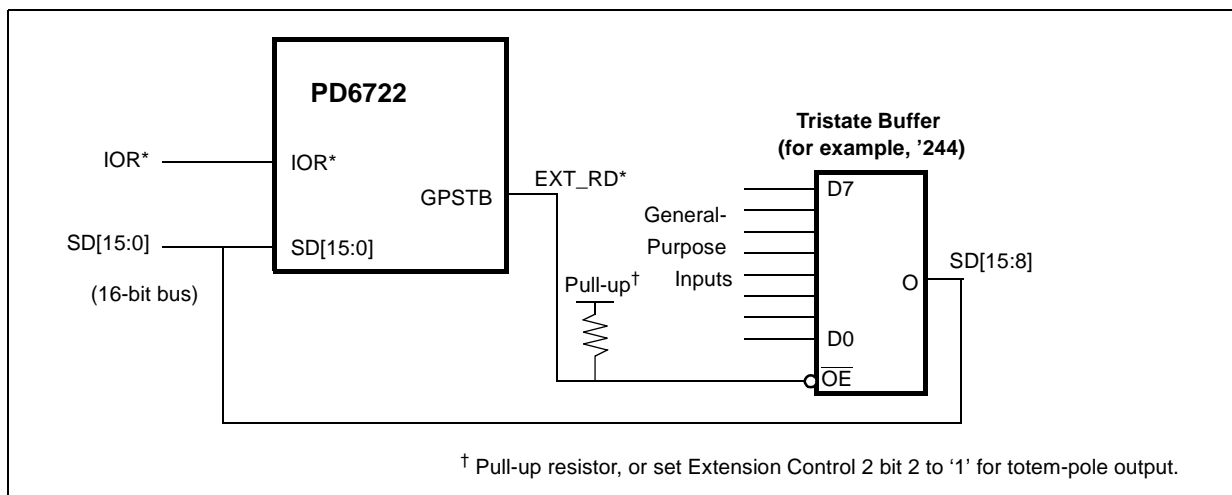 PD6722
Tristate Buffer
(for example, ’244)
IOR*
IOR*
EXT_RD*
D7
GPSTB
General-
SD[15:0]
SD[15:0]
Purpose
SD[15:8]
(16-bit bus)
Pull-up†
Inputs
O
D0
OE
† Pull-up resistor, or set Extension Control 2 bit 2 to ‘1’ for totem-pole output.